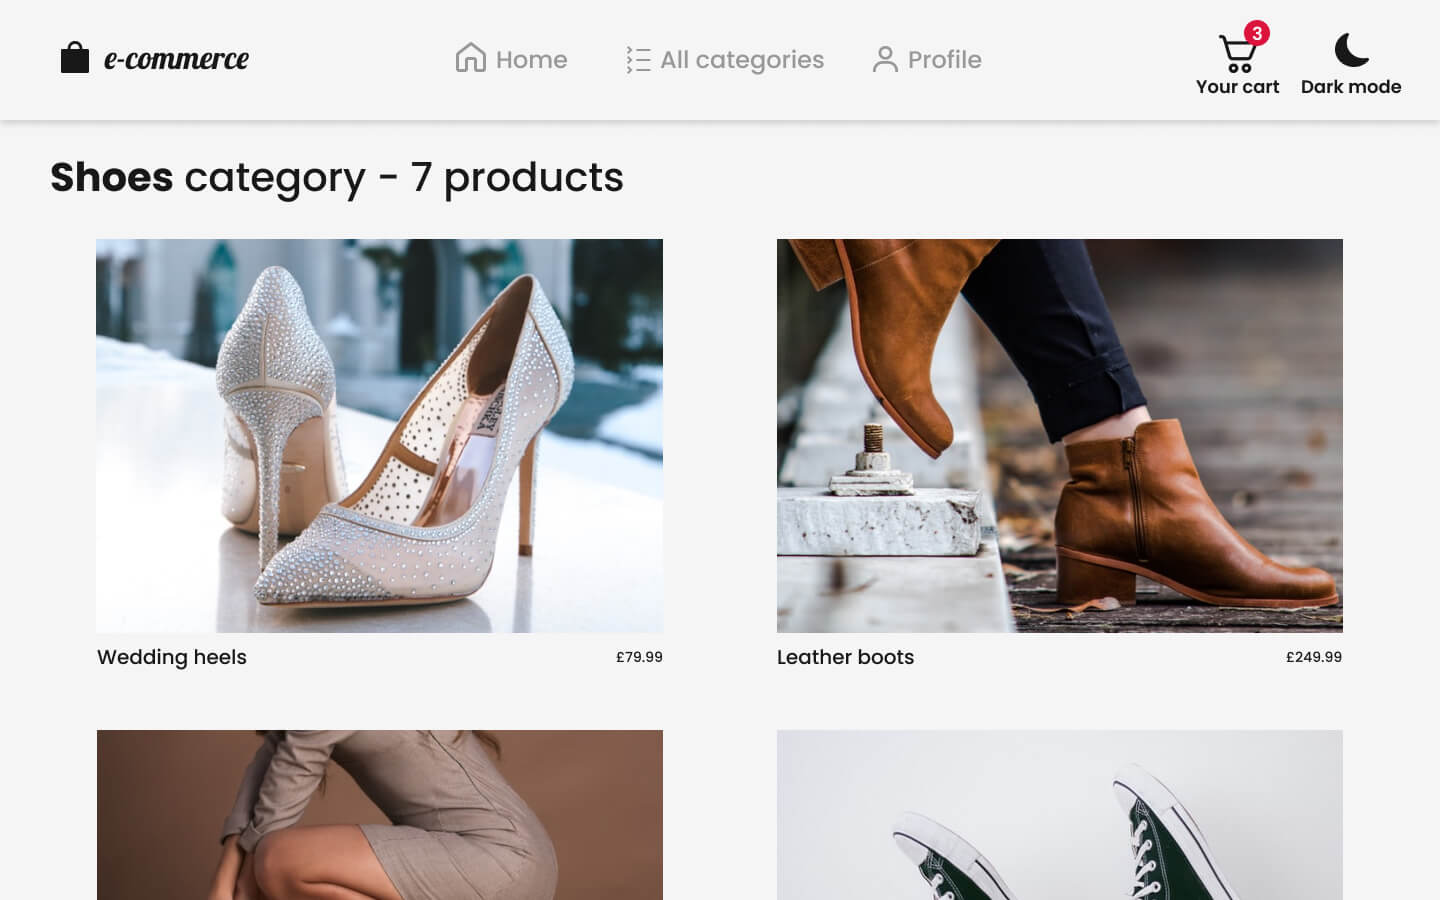 e-commerce
Home
All categories
Profile
3
Your cart
Dark mode
Shoes category - 7 products
Wedding heels
£79.99
Leather boots
£249.99